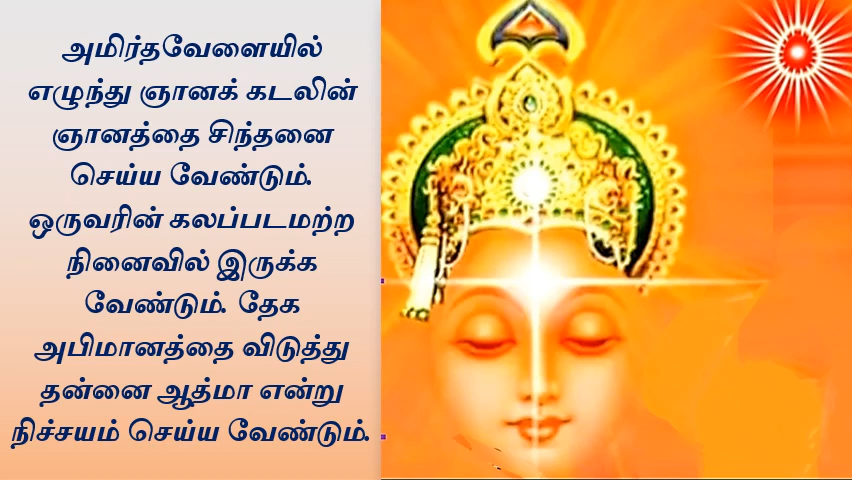 அமிர்தவேளையில்
எழுந்து ஞானக் கடலின்
ஞானத்தை சிந்தனை
செய்ய வேண்டும்.
ஒருவரின் கலப்படமற்ற
நினைவில் இருக்க
வேண்டும். தேக
அபிமானத்தை விடுத்து
தன்னை ஆத்மா என்று
நிச்சயம் செய்ய வேண்டும்.